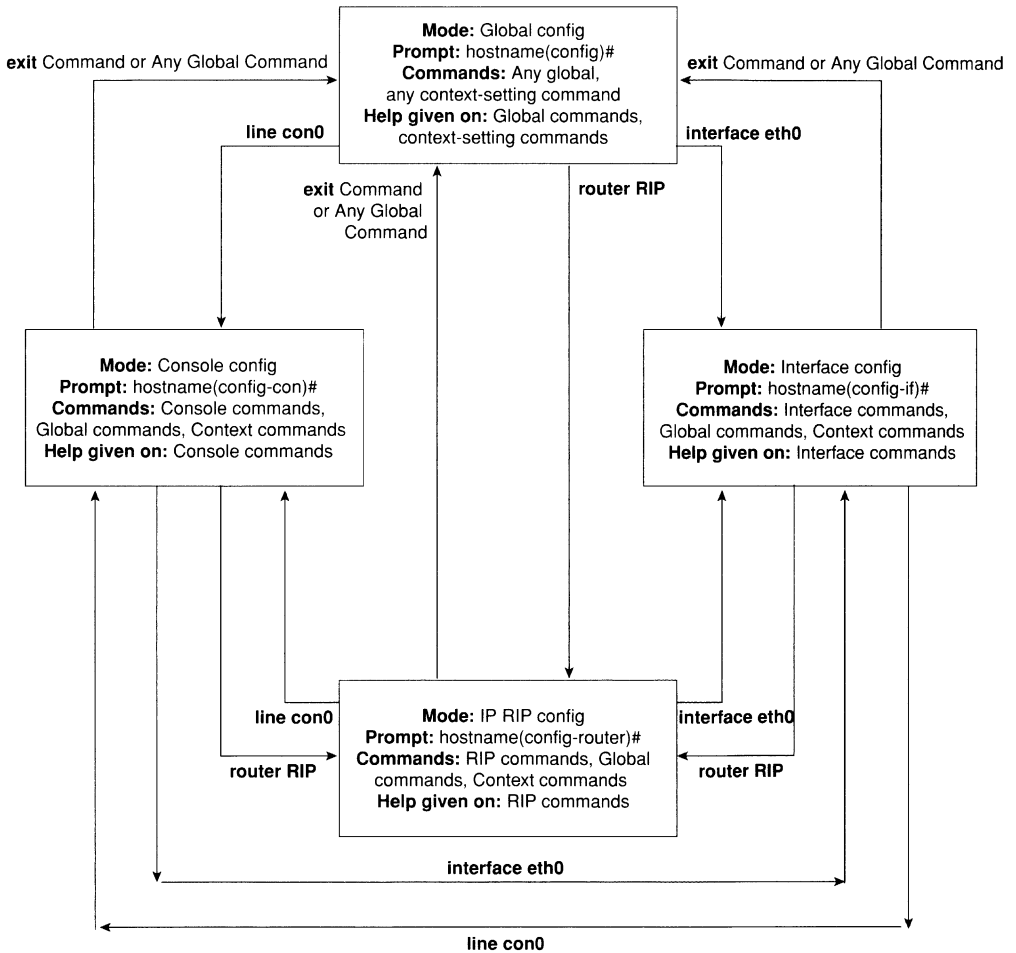 Mode: Global config
Prompt: hostname(config)#
Commands: Any global,
any context-setting command
Help given on: Global commands,
context-setting commands
exit Command or Any Global Command
exit Command or Any Global Command
line con0
interface eth0
exit Command
or Any Global
Command
router RIP
Mode: Console config
Prompt: hostname(config-con)#
Commands: Console commands,
Global commands, Context commands
Help given on: Console commands
Mode: Interface config
Prompt: hostname(config-if)#
Commands: Interface commands,
Global commands, Context commands
Help given on: Interface commands
line con0
interface eth0
Mode: IP RIP config
Prompt: hostname(config-router)#
Commands: RIP commands, Global
commands, Context commands
Help given on: RIP commands
router RIP
router RIP
interface eth0
line con0